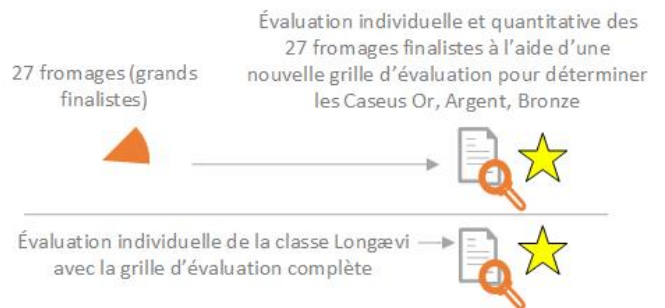 27 fromages (grands
finalistes)
Évaluation individuelle et quantitative des
27 fromages finalistes à l’aide d’une
nouvelle grille d’évaluation pour déterminer
les Caseus Or, Argent, Bronze
Évaluation individuelle de la classe Longævi
avec la grille d’évaluation complète